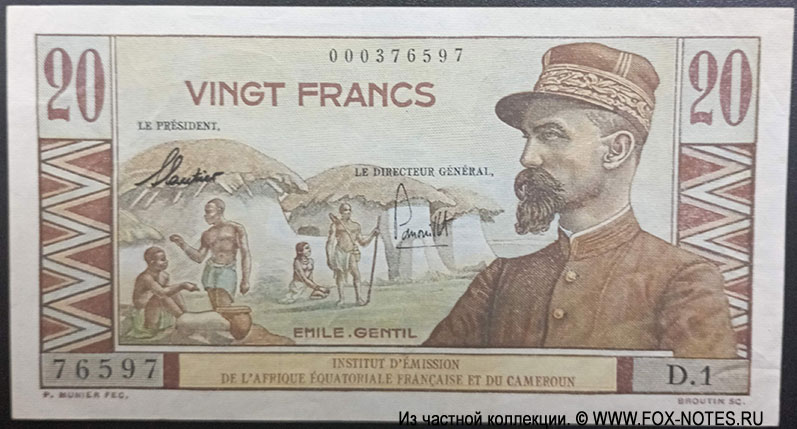 000376597
20
VINGT FRANCS
20
LE PRÉSIDENT,
LE DIRECTEUR GÉNÉRAL,
EMILE.GENTIL
76597
INSTITUT D'ÉMISSION
DE L'AFRIQUE ÉQUATORIALE FRANÇAISE ET DU CAMEROUN
D.1
P. MUNIER FEC.
BROUTIN SC.
Из частной коллекции. © WWW.FOX-NOTES.RU